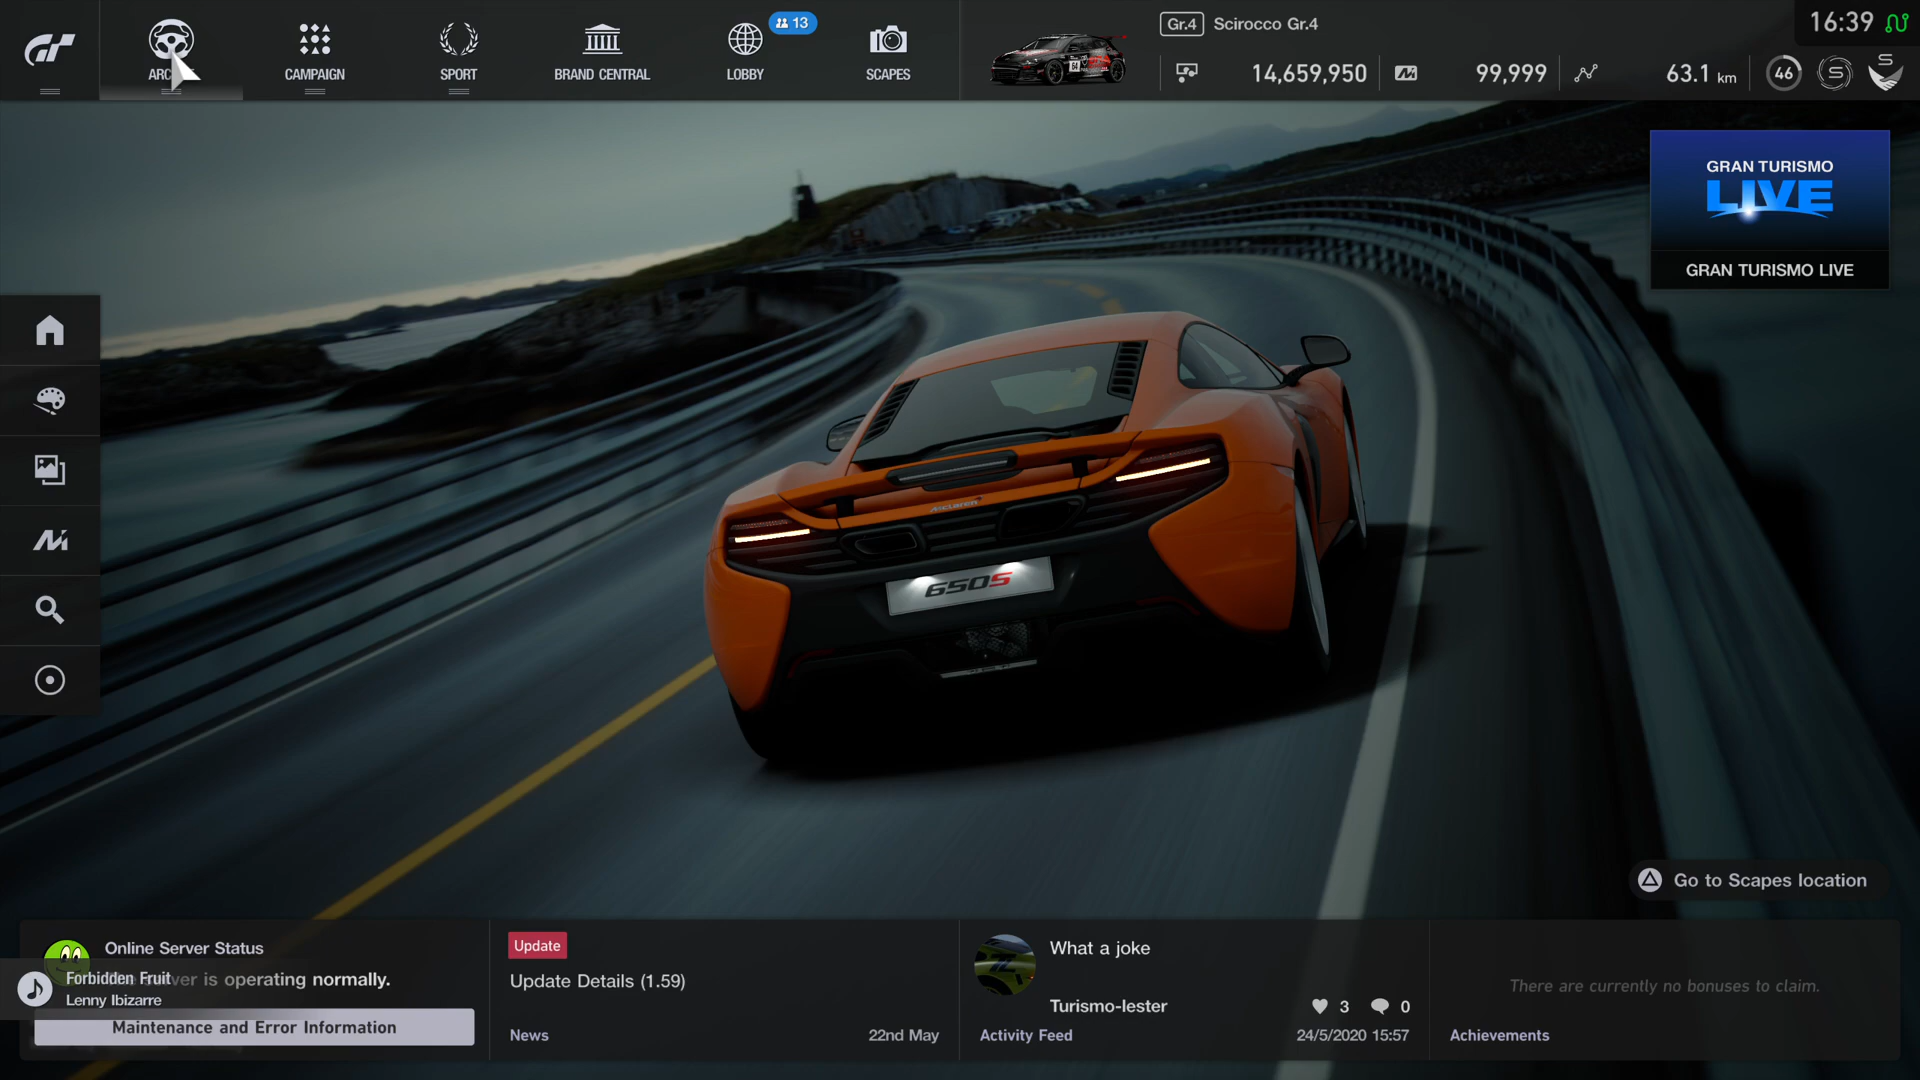 CAMPAIGN
SPORT
BRAND CENTRAL
LOBBY
13
SCAPES
Gr.4 Scirocco Gr.4
14,659,950
99,999
63.1 km
46
S
S
16:39
GRAN TURISMO
LIVE
GRAN TURISMO LIVE
McLaren
650S
Go to Scapes location
Online Server Status
is operating normally.
Forbidden Fruit
Lenny Ibizarre
Maintenance and Error Information
Update
Update Details (1.59)
News
22nd May
What a joke
Turismo-lester
3
0
Activity Feed
24/5/2020 15:57
There are currently no bonuses to claim.
Achievements